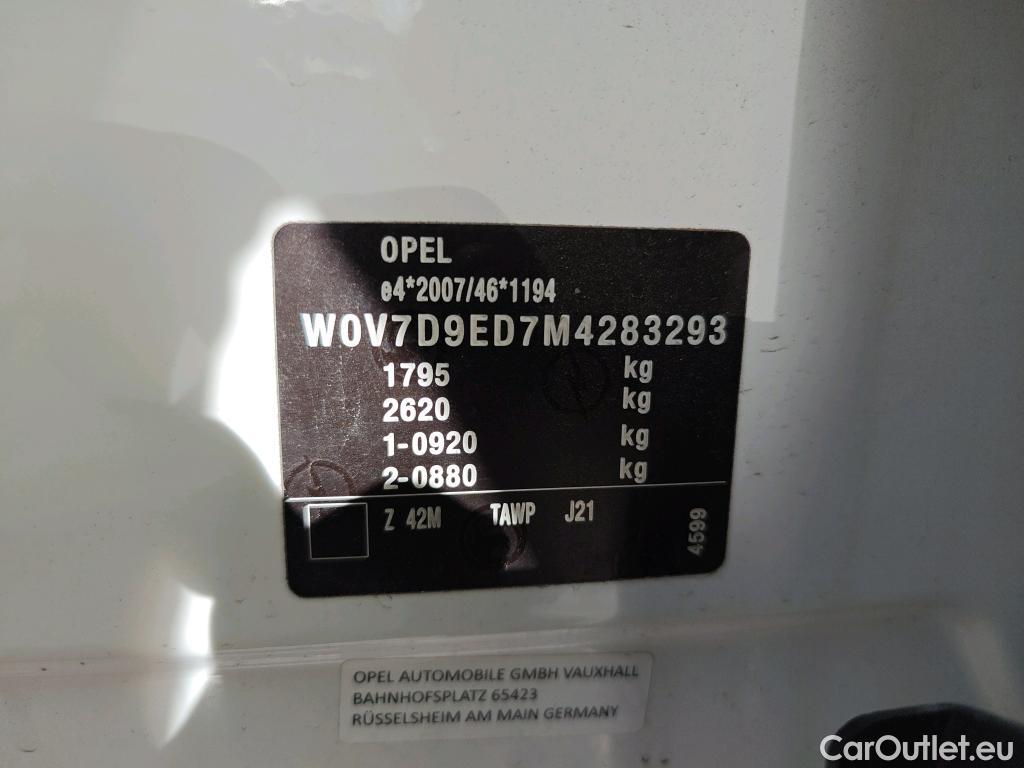 OPEL
e4*2007/46*1194
W0V7D9ED7M4283293
1795 kg
2620 kg
1-0920 kg
2-0880 kg
Z 42M TAWP J21
4599
OPEL AUTOMOBILE GMBH VAUXHALL
BAHNHOFSPLATZ 65423
RÜSSELSHEIM AM MAIN GERMANY
CarOutlet.eu